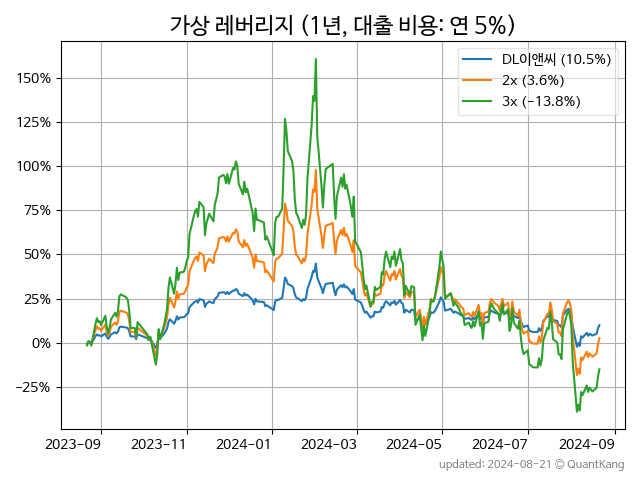 가상 레버리지 (1년, 대출 비용: 연 5%)
DL이앤씨 (10.5%)
2x (3.6%)
3x (−13.8%)
150%
125%
100%
75%
50%
25%
0%
−25%
2023-09 2023-11 2024-01 2024-03 2024-05 2024-07 2024-09
updated: 2024-08-21 © QuantKang